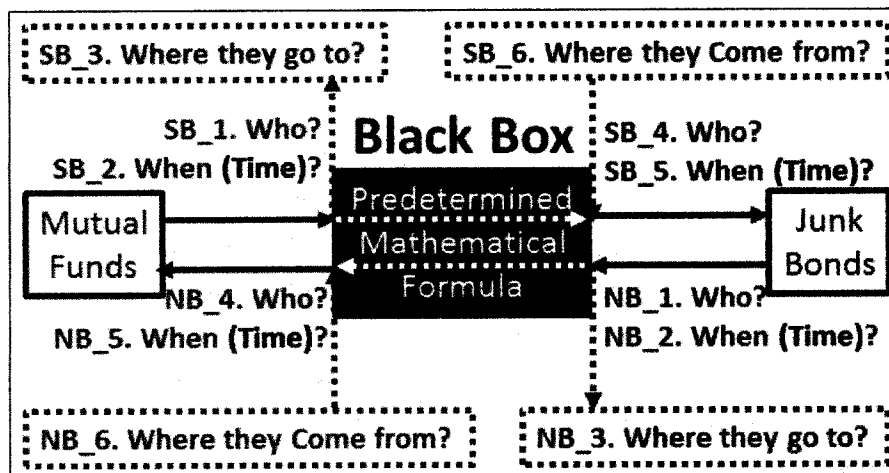 SB_3. Where they go to?
SB_6. Where they Come from?
SB_1. Who?
SB_2. When (Time)?
Black Box
SB_4. Who?
SB_5. When (Time)?
Mutual
Funds
Predetermined
Mathematical
Formula
Junk
Bonds
NB_4. Who?
NB_5. When (Time)?
NB_1. Who?
NB_2. When (Time)?
NB_6. Where they Come from?
NB_3. Where they go to?